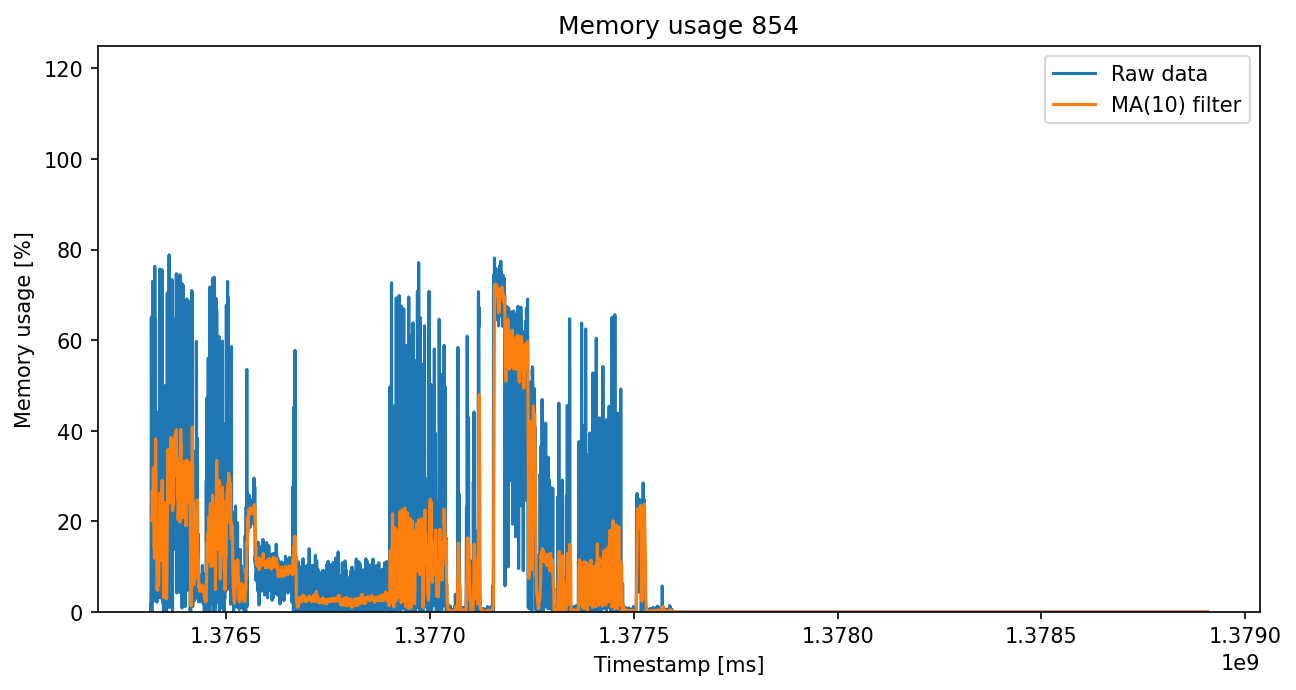 Memory usage 854
Raw data
MA(10) filter
Memory usage [%]
120
100
80
60
40
20
0
1.3765 1.3770 1.3775 1.3780 1.3785 1.3790
1e9
Timestamp [ms]